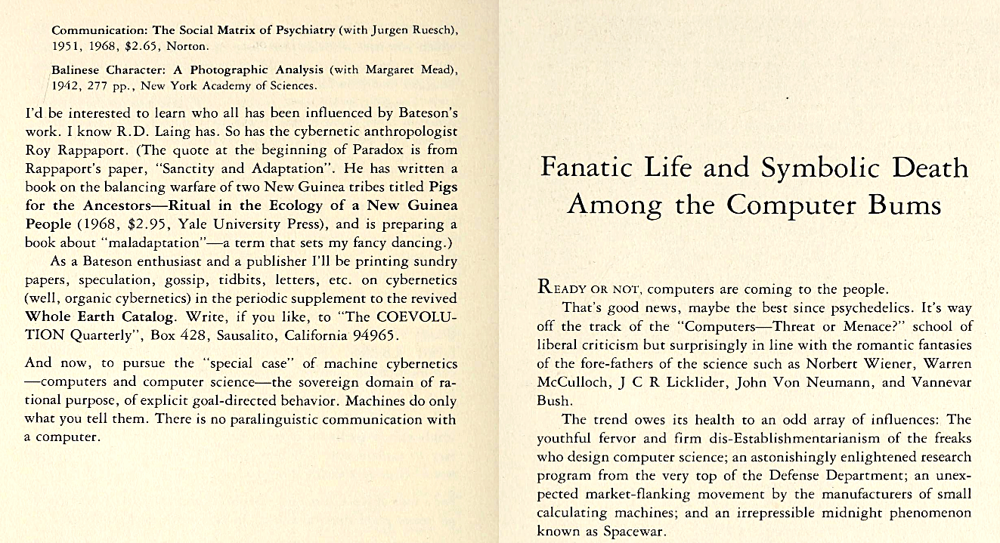 Communication: The Social Matrix of Psychiatry (with Jurgen Ruesch),
1951, 1968, $2.65, Norton.
Balinese Character: A Photographic Analysis (with Margaret Mead),
1942, 277 pp., New York Academy of Sciences.
I'd be interested to learn who all has been influenced by Bateson's
work. I know R.D. Laing has. So has the cybernetic anthropologist
Roy Rappaport. (The quote at the beginning of Paradox is from
Rappaport's paper, “Sanctity and Adaptation”. He has written a
book on the balancing warfare of two New Guinea tribes titled Pigs
for the Ancestors—Ritual in the Ecology of a New Guinea
People (1968, $2.95, Yale University Press), and is preparing a
book about “maladaptation”—a term that sets my fancy dancing.)
As a Bateson enthusiast and a publisher I'll be printing sundry
papers, speculation, gossip, tidbits, letters, etc. on cybernetics
(well, organic cybernetics) in the periodic supplement to the revived
Whole Earth Catalog. Write, if you like, to “The COEVOLU-
TION Quarterly”, Box 428, Sausalito, California 94965.
And now, to pursue the “special case” of machine cybernetics
—computers and computer science—the sovereign domain of ra-
tional purpose, of explicit goal-directed behavior. Machines do only
what you tell them. There is no paralinguistic communication with
a computer.
Fanatic Life and Symbolic Death
Among the Computer Bums
READY OR NOT, computers are coming to the people.
That's good news, maybe the best since psychedelics. It's way
off the track of the “Computers—Threat or Menace?” school of
liberal criticism but surprisingly in line with the romantic fantasies
of the fore-fathers of the science such as Norbert Wiener, Warren
McCulloch, J C R Licklider, John Von Neumann, and Vannevar
Bush.
The trend owes its health to an odd array of influences: The
youthful fervor and firm dis-Establishmentarianism of the freaks
who design computer science; an astonishingly enlightened research
program from the very top of the Defense Department; an unex-
pected market-flanking movement by the manufacturers of small
calculating machines; and an irrepressible midnight phenomenon
known as Spacewar.